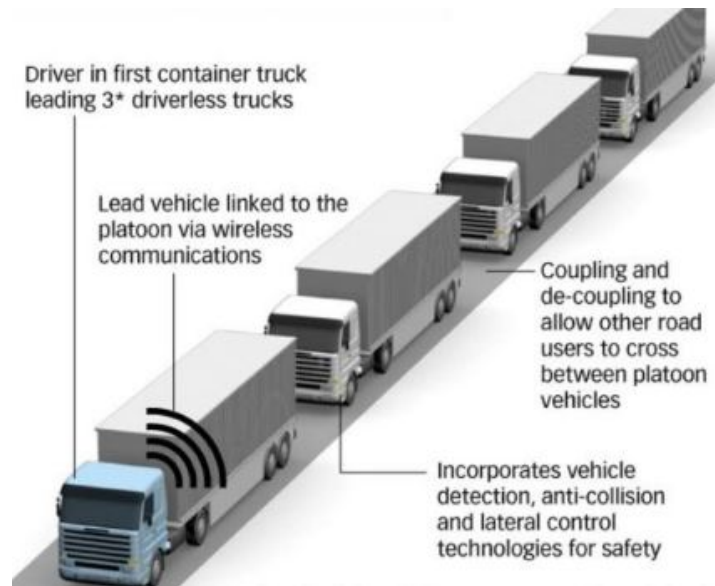 Driver in first container truck
leading 3* driverless trucks
Lead vehicle linked to the
platoon via wireless
communications
Coupling and
de-coupling to
allow other road
users to cross
between platoon
vehicles
Incorporates vehicle
detection, anti-collision
and lateral control
technologies for safety